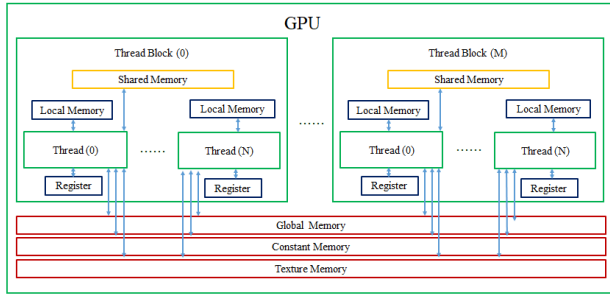 GPU
Thread Block (0)
Shared Memory
Local Memory
Local Memory
Thread (0)
......
Thread (N)
Register
Register
......
Thread Block (M)
Shared Memory
Local Memory
Local Memory
Thread (0)
......
Thread (N)
Register
Register
Global Memory
Constant Memory
Texture Memory